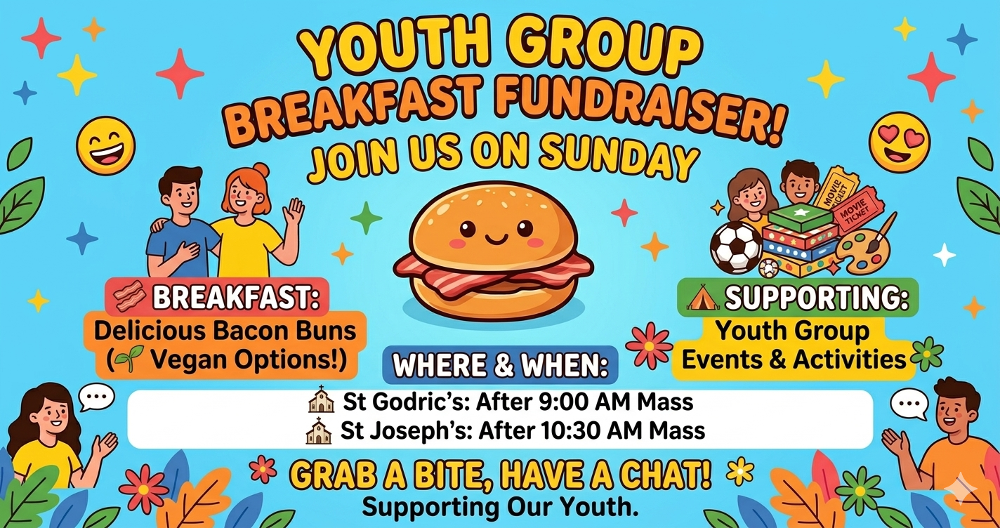 YOUTH GROUP
BREAKFAST FUNDRAISER!
JOIN US ON SUNDAY
MOVIE
MOVIE
TICKET
BREAKFAST:
Delicious Bacon Buns
(🌱 Vegan Options!)
SUPPORTING:
Youth Group
Events & Activities
WHERE & WHEN:
St Godric's: After 9:00 AM Mass
St Joseph's: After 10:30 AM Mass
GRAB A BITE, HAVE A CHAT!
Supporting Our Youth.